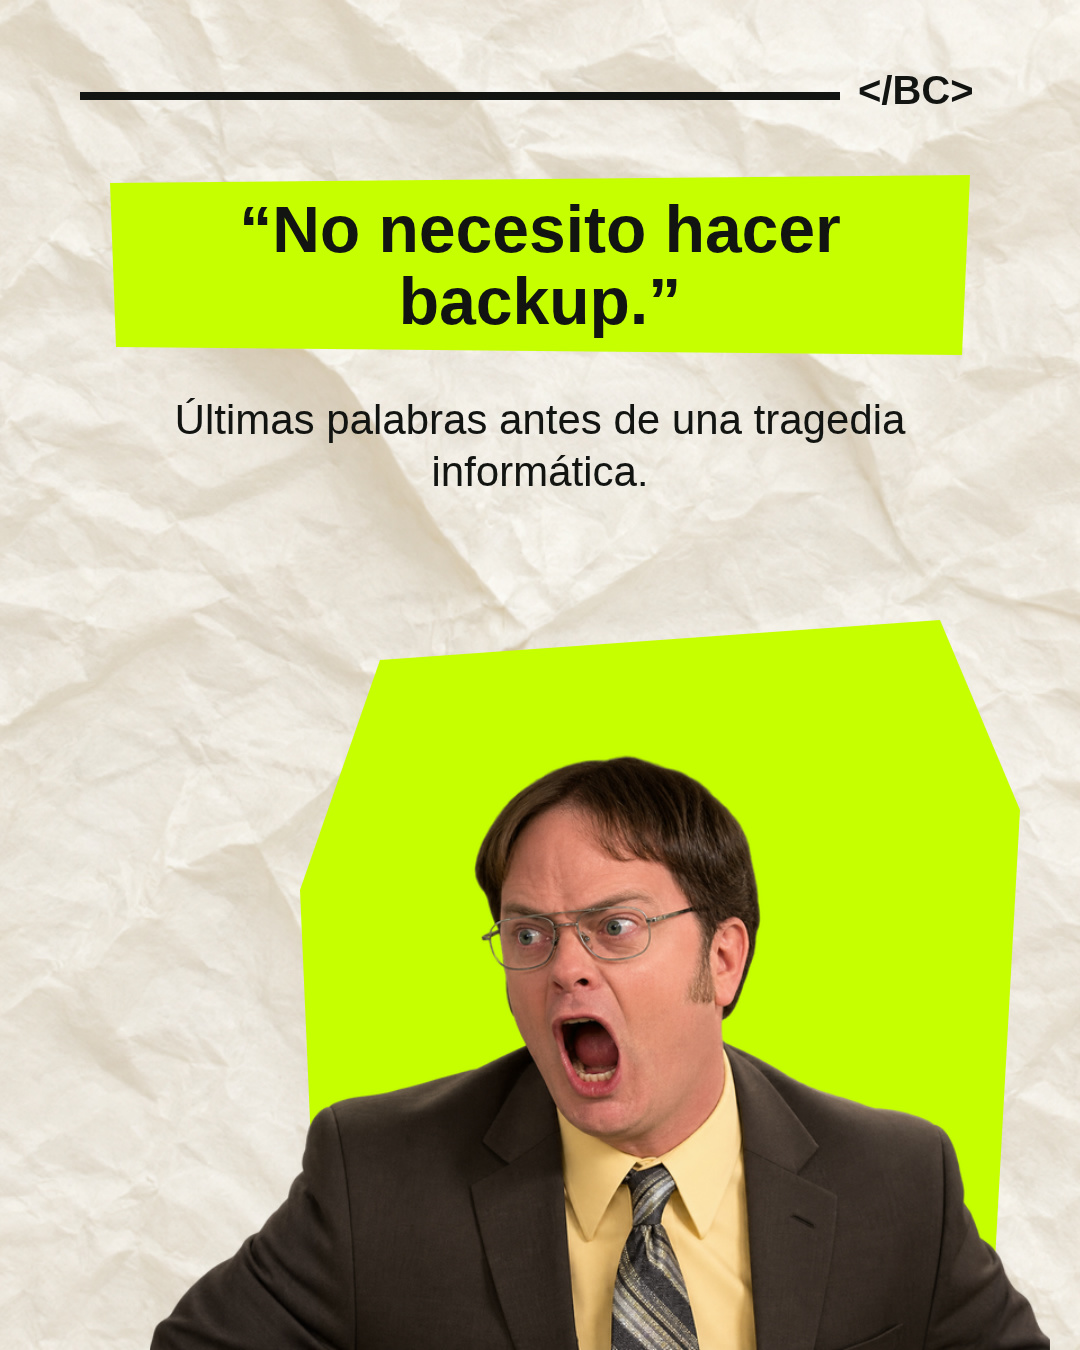 </BC>
“No necesito hacer
backup.”
Últimas palabras antes de una tragedia
informática.